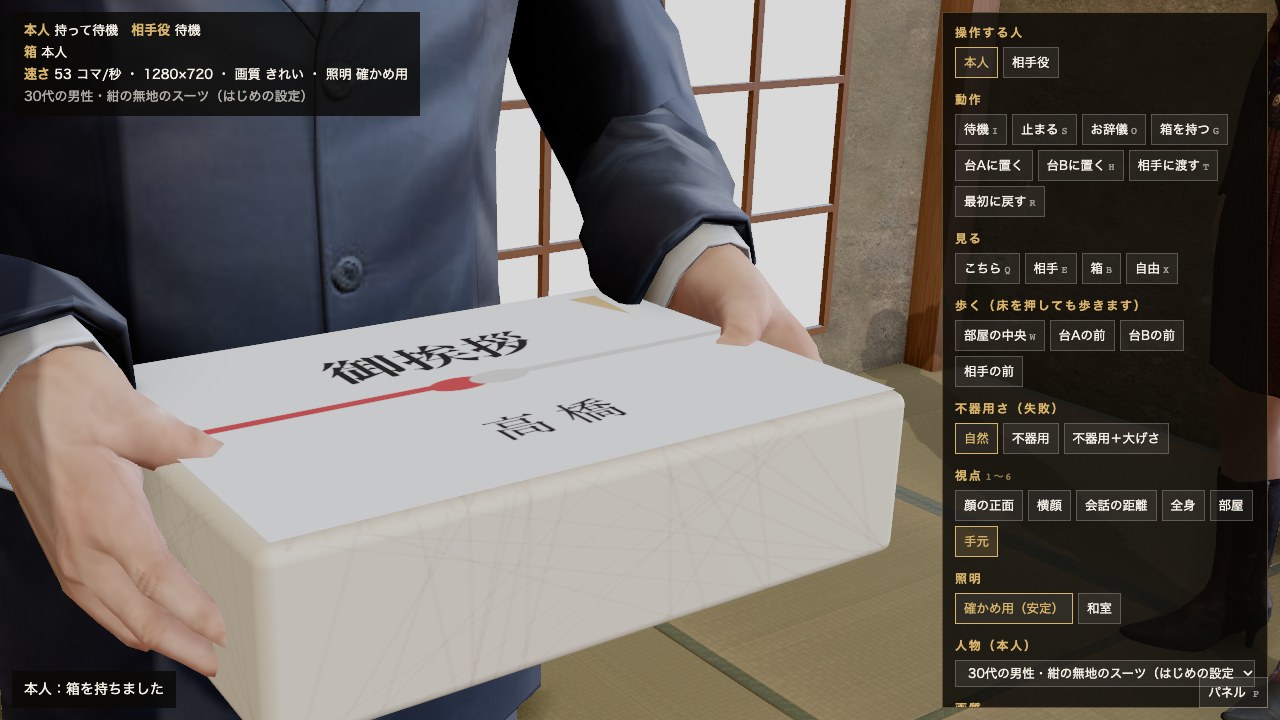 本人 持って待機 相手役 待機
箱 本人
速さ 53 コマ/秒 ・ 1280×720 ・ 画質 きれい ・ 照明 確かめ用
30代の男性・紺の無地のスーツ（はじめの設定）
御挨拶
高橋
本人：箱を持ちました
操作する人
本人 相手役
動作
待機 I 止まる S お辞儀 O 箱を持つ G
台Aに置く 台Bに置く H 相手に渡す T
最初に戻す R
見る
こちら Q 相手 E 箱 B 自由 X
歩く（床を押しても歩きます）
部屋の中央 W 台Aの前 台Bの前
相手の前
不器用さ（失敗）
自然 不器用 不器用＋大げさ
視点 1～6
顔の正面 横顔 会話の距離 全身 部屋
手元
照明
確かめ用（安定） 和室
人物（本人）
30代の男性・紺の無地のスーツ（はじめの設定
パネル P